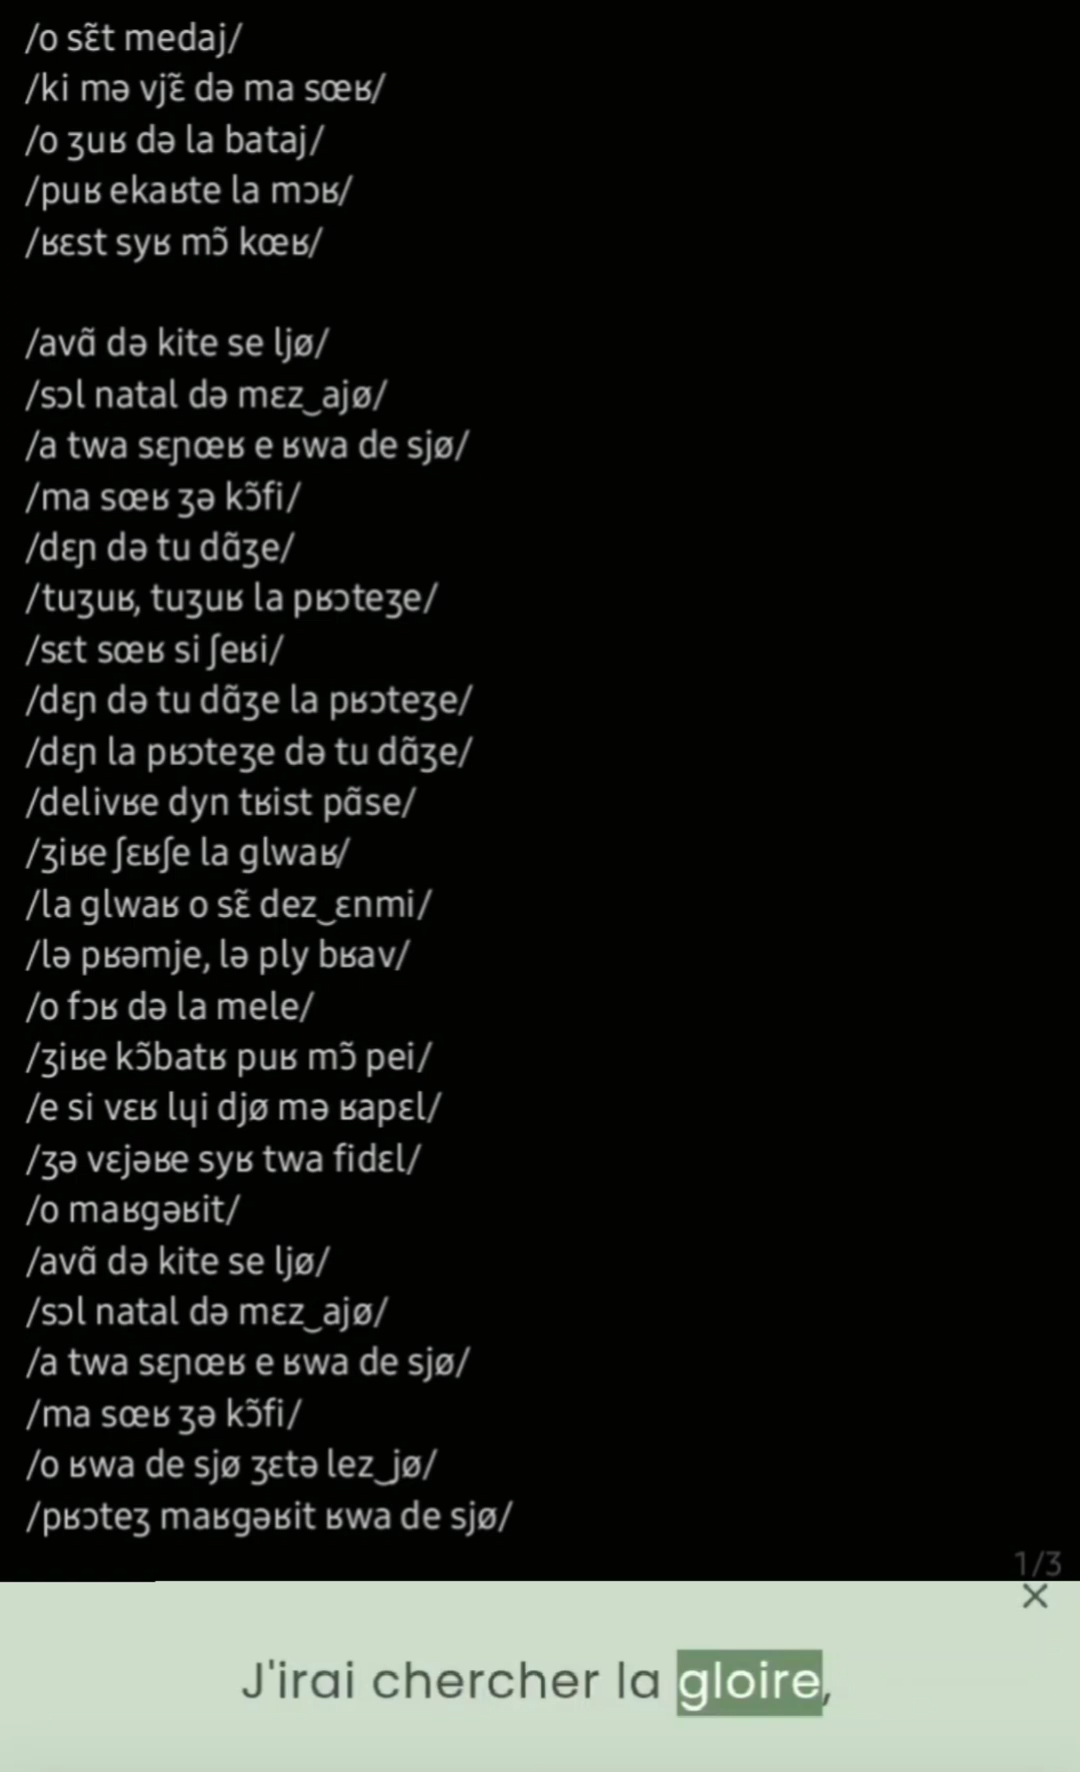 /o sɛ̃t medaj/
/ki mə vjɛ̃ də ma sœʁ/
/o ʒuʁ də la bataj/
/puʁ ekaʁte la mɔʁ/
/ʁɛst syʁ mɔ̃ kœʁ/
/avɑ̃ də kite se ljø/
/sɔl natal də mɛz‿ajø/
/a twa sɛɲœʁ e ʁwa de sjø/
/ma sœʁ ʒə kɔ̃fi/
/dɛɲ də tu dɑ̃ʒe/
/tuʒuʁ, tuʒuʁ la pʁɔteʒe/
/sɛt sœʁ si ʃeʁi/
/dɛɲ də tu dɑ̃ʒe la pʁɔteʒe/
/dɛɲ la pʁɔteʒe də tu dɑ̃ʒe/
/delivʁe dyn tʁist pɑ̃se/
/ʒiʁe ʃɛʁʃe la glwaʁ/
/la glwaʁ o sɛ̃ dez‿ɛnmi/
/lə pʁəmje, lə ply bʁav/
/o fɔʁ də la mele/
/ʒiʁe kɔ̃batʁ puʁ mɔ̃ pei/
/e si vɛʁ lɥi djø mə ʁapɛl/
/ʒə vɛjəʁe syʁ twa fidɛl/
/o maʁgəʁit/
/avɑ̃ də kite se ljø/
/sɔl natal də mɛz‿ajø/
/a twa sɛɲœʁ e ʁwa de sjø/
/ma sœʁ ʒə kɔ̃fi/
/o ʁwa de sjø ʒɛtə lez‿jø/
/pʁɔteʒ maʁgəʁit ʁwa de sjø/
1/3
×
J'irai chercher la gloire,